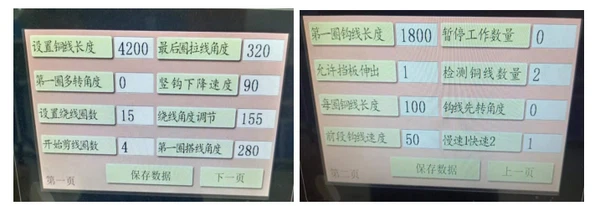 设置铜线长度 4200 最后圈拉线角度 320
第一圈多转角度 0 竖钩下降速度 90
设置绕线圈数 15 绕线角度调节 155
开始剪线圈数 4 第一圈搭线角度 280
第一页 保存数据 下一页
第一圈钩线长度 1800 暂停工作数量 0
允许挡板伸出 1 检测铜线数量 2
每圈铜线长度 100 钩线先转角度 0
前段钩线速度 50 慢速1快速2 1
第二页 保存数据 上一页